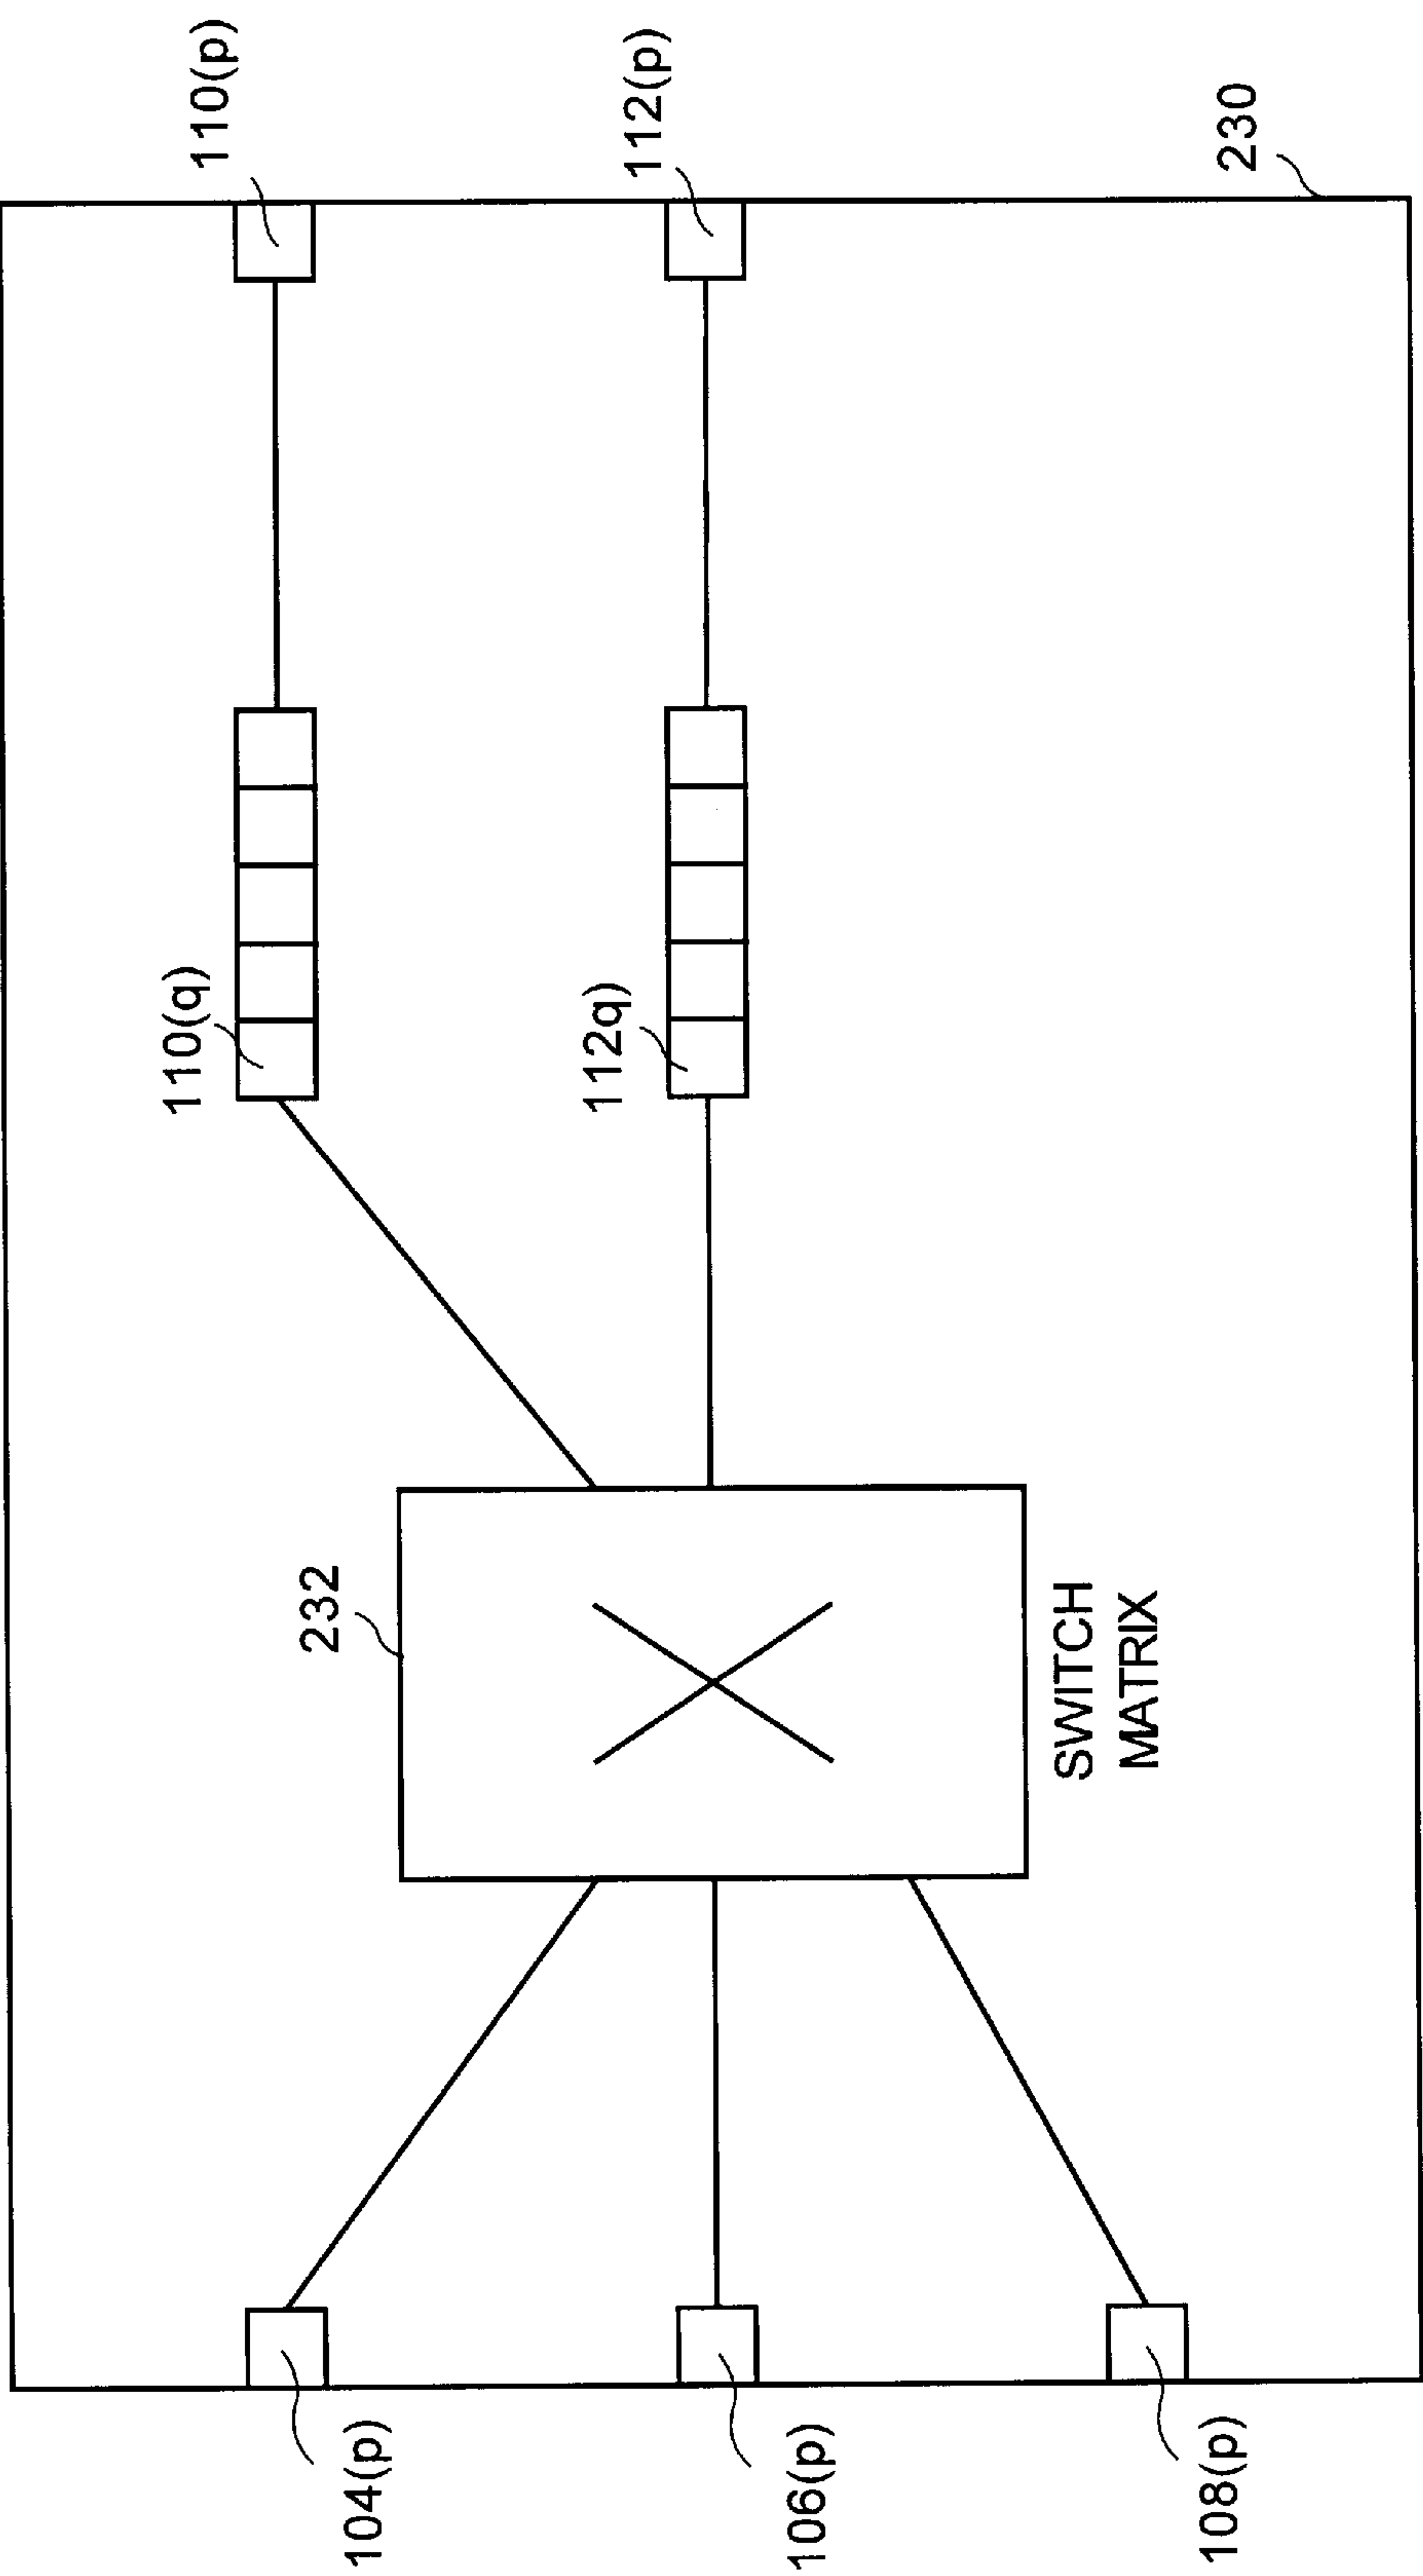 110(p)
112(p)
230
110(q)
112q)
232
SWITCH
MATRIX
104(p)
106(p)
108(p)